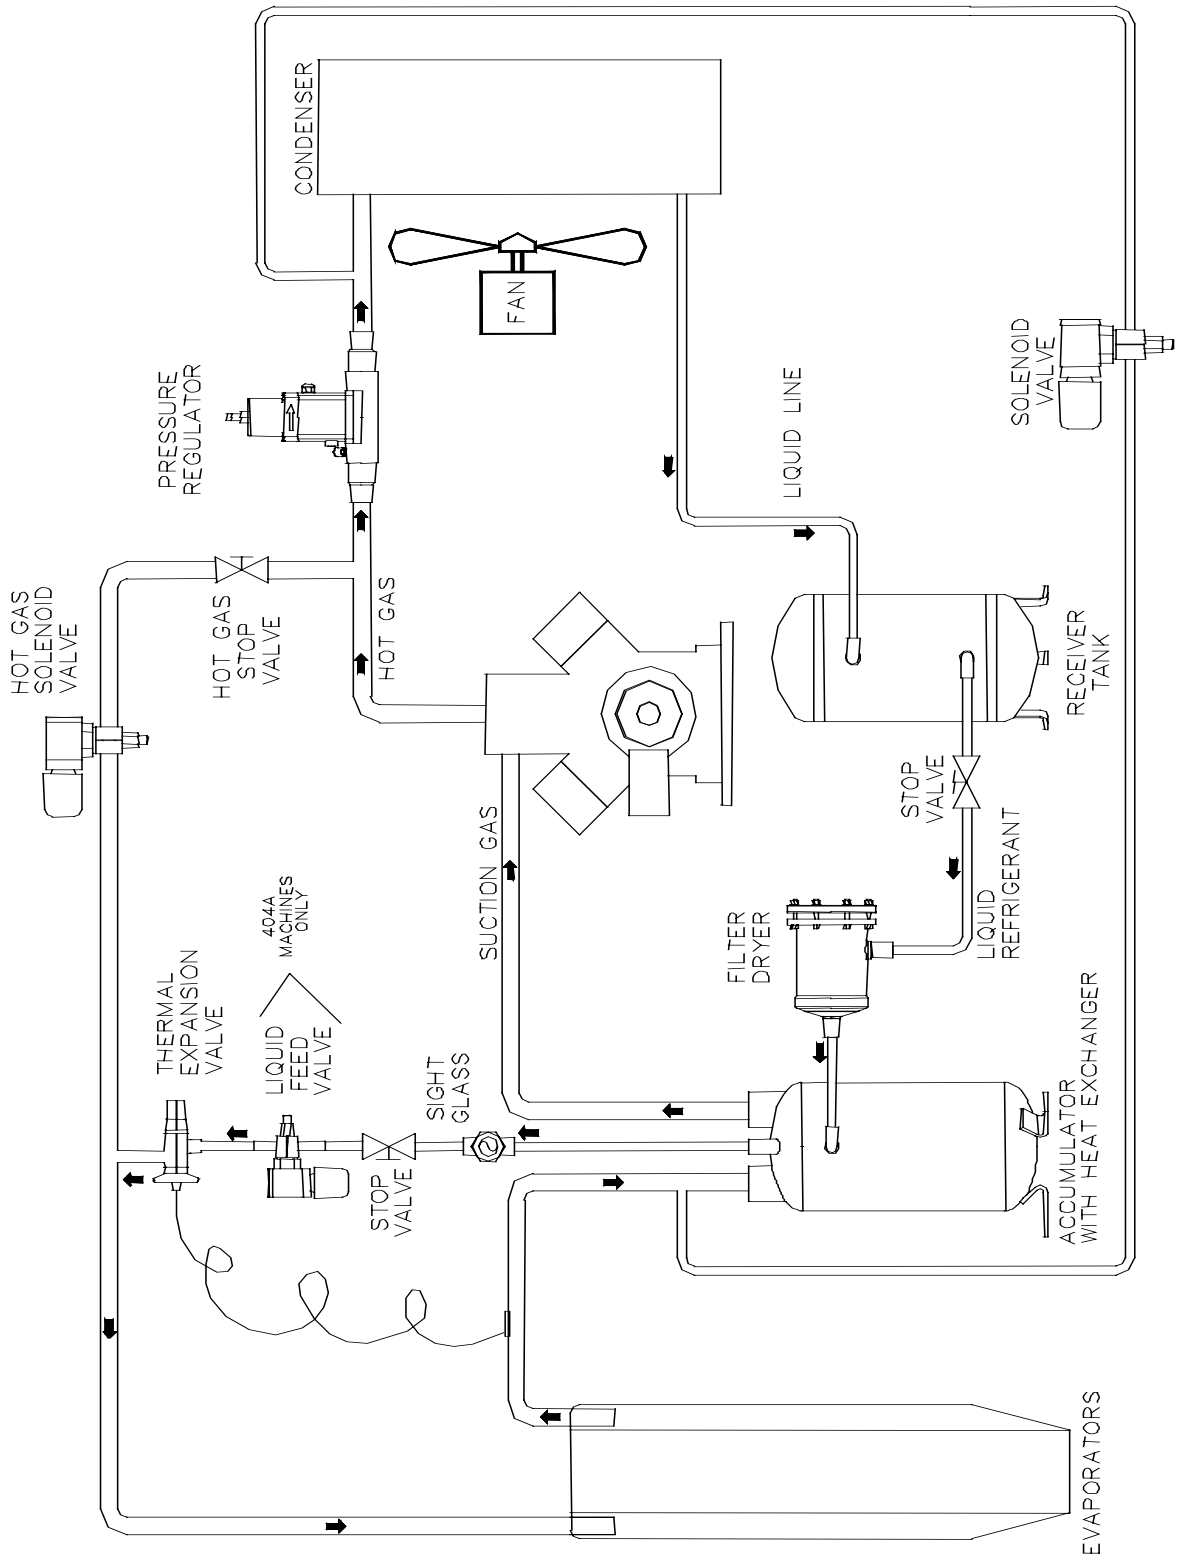 HOT GAS
SOLENOID
VALVE
HOT GAS
STOP
VALVE
PRESSURE
REGULATOR
CONDENSER
FAN
HOT GAS
LIQUID LINE
SOLENOID
VALVE
RECEIVER
TANK
STOP
VALVE
LIQUID
REFRIGERANT
FILTER
DRYER
SUCTION GAS
404A
MACHINES
ONLY
THERMAL
EXPANSION
VALVE
LIQUID
FEED
VALVE
SIGHT
GLASS
STOP
VALVE
ACCUMULATOR
WITH HEAT EXCHANGER
EVAPORATORS